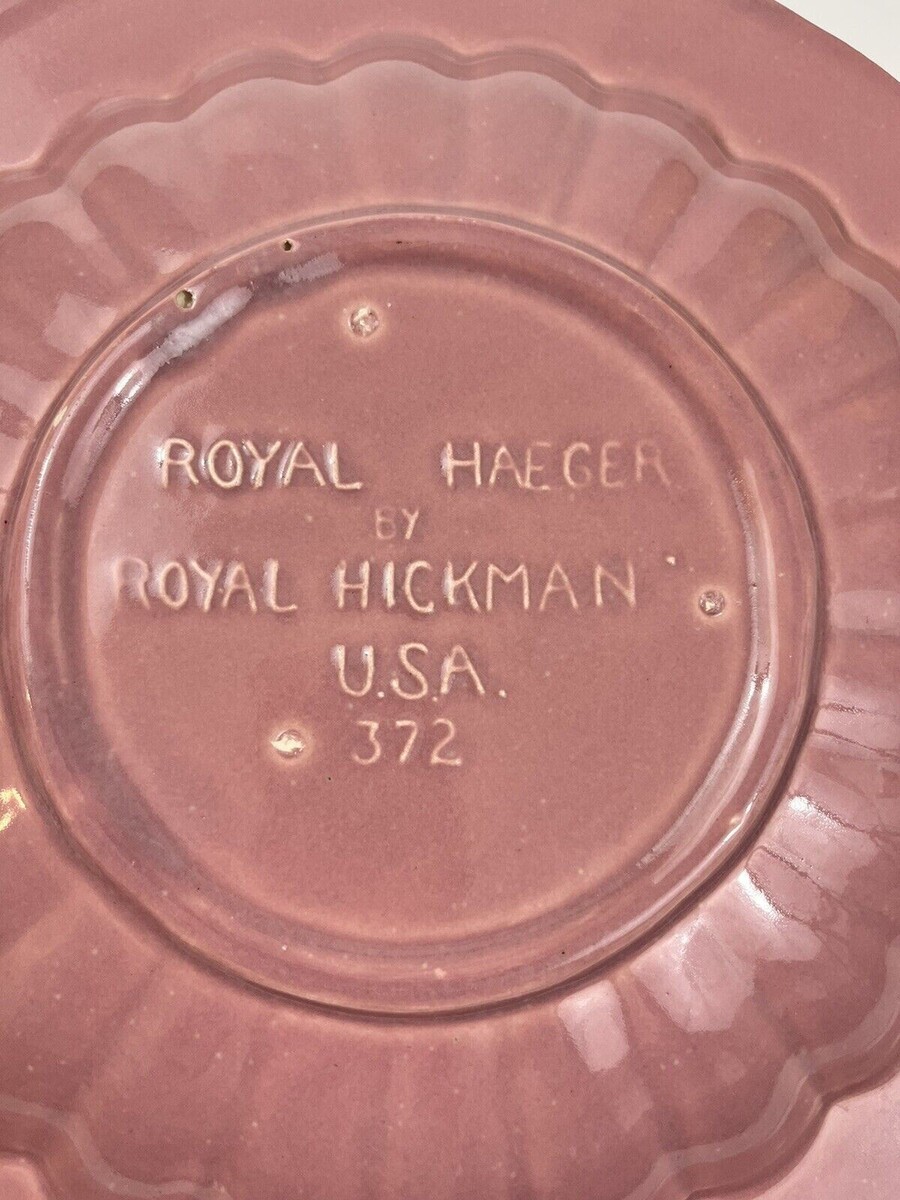 ROYAL HAEGER
BY
ROYAL HICKMAN
U.S.A.
372